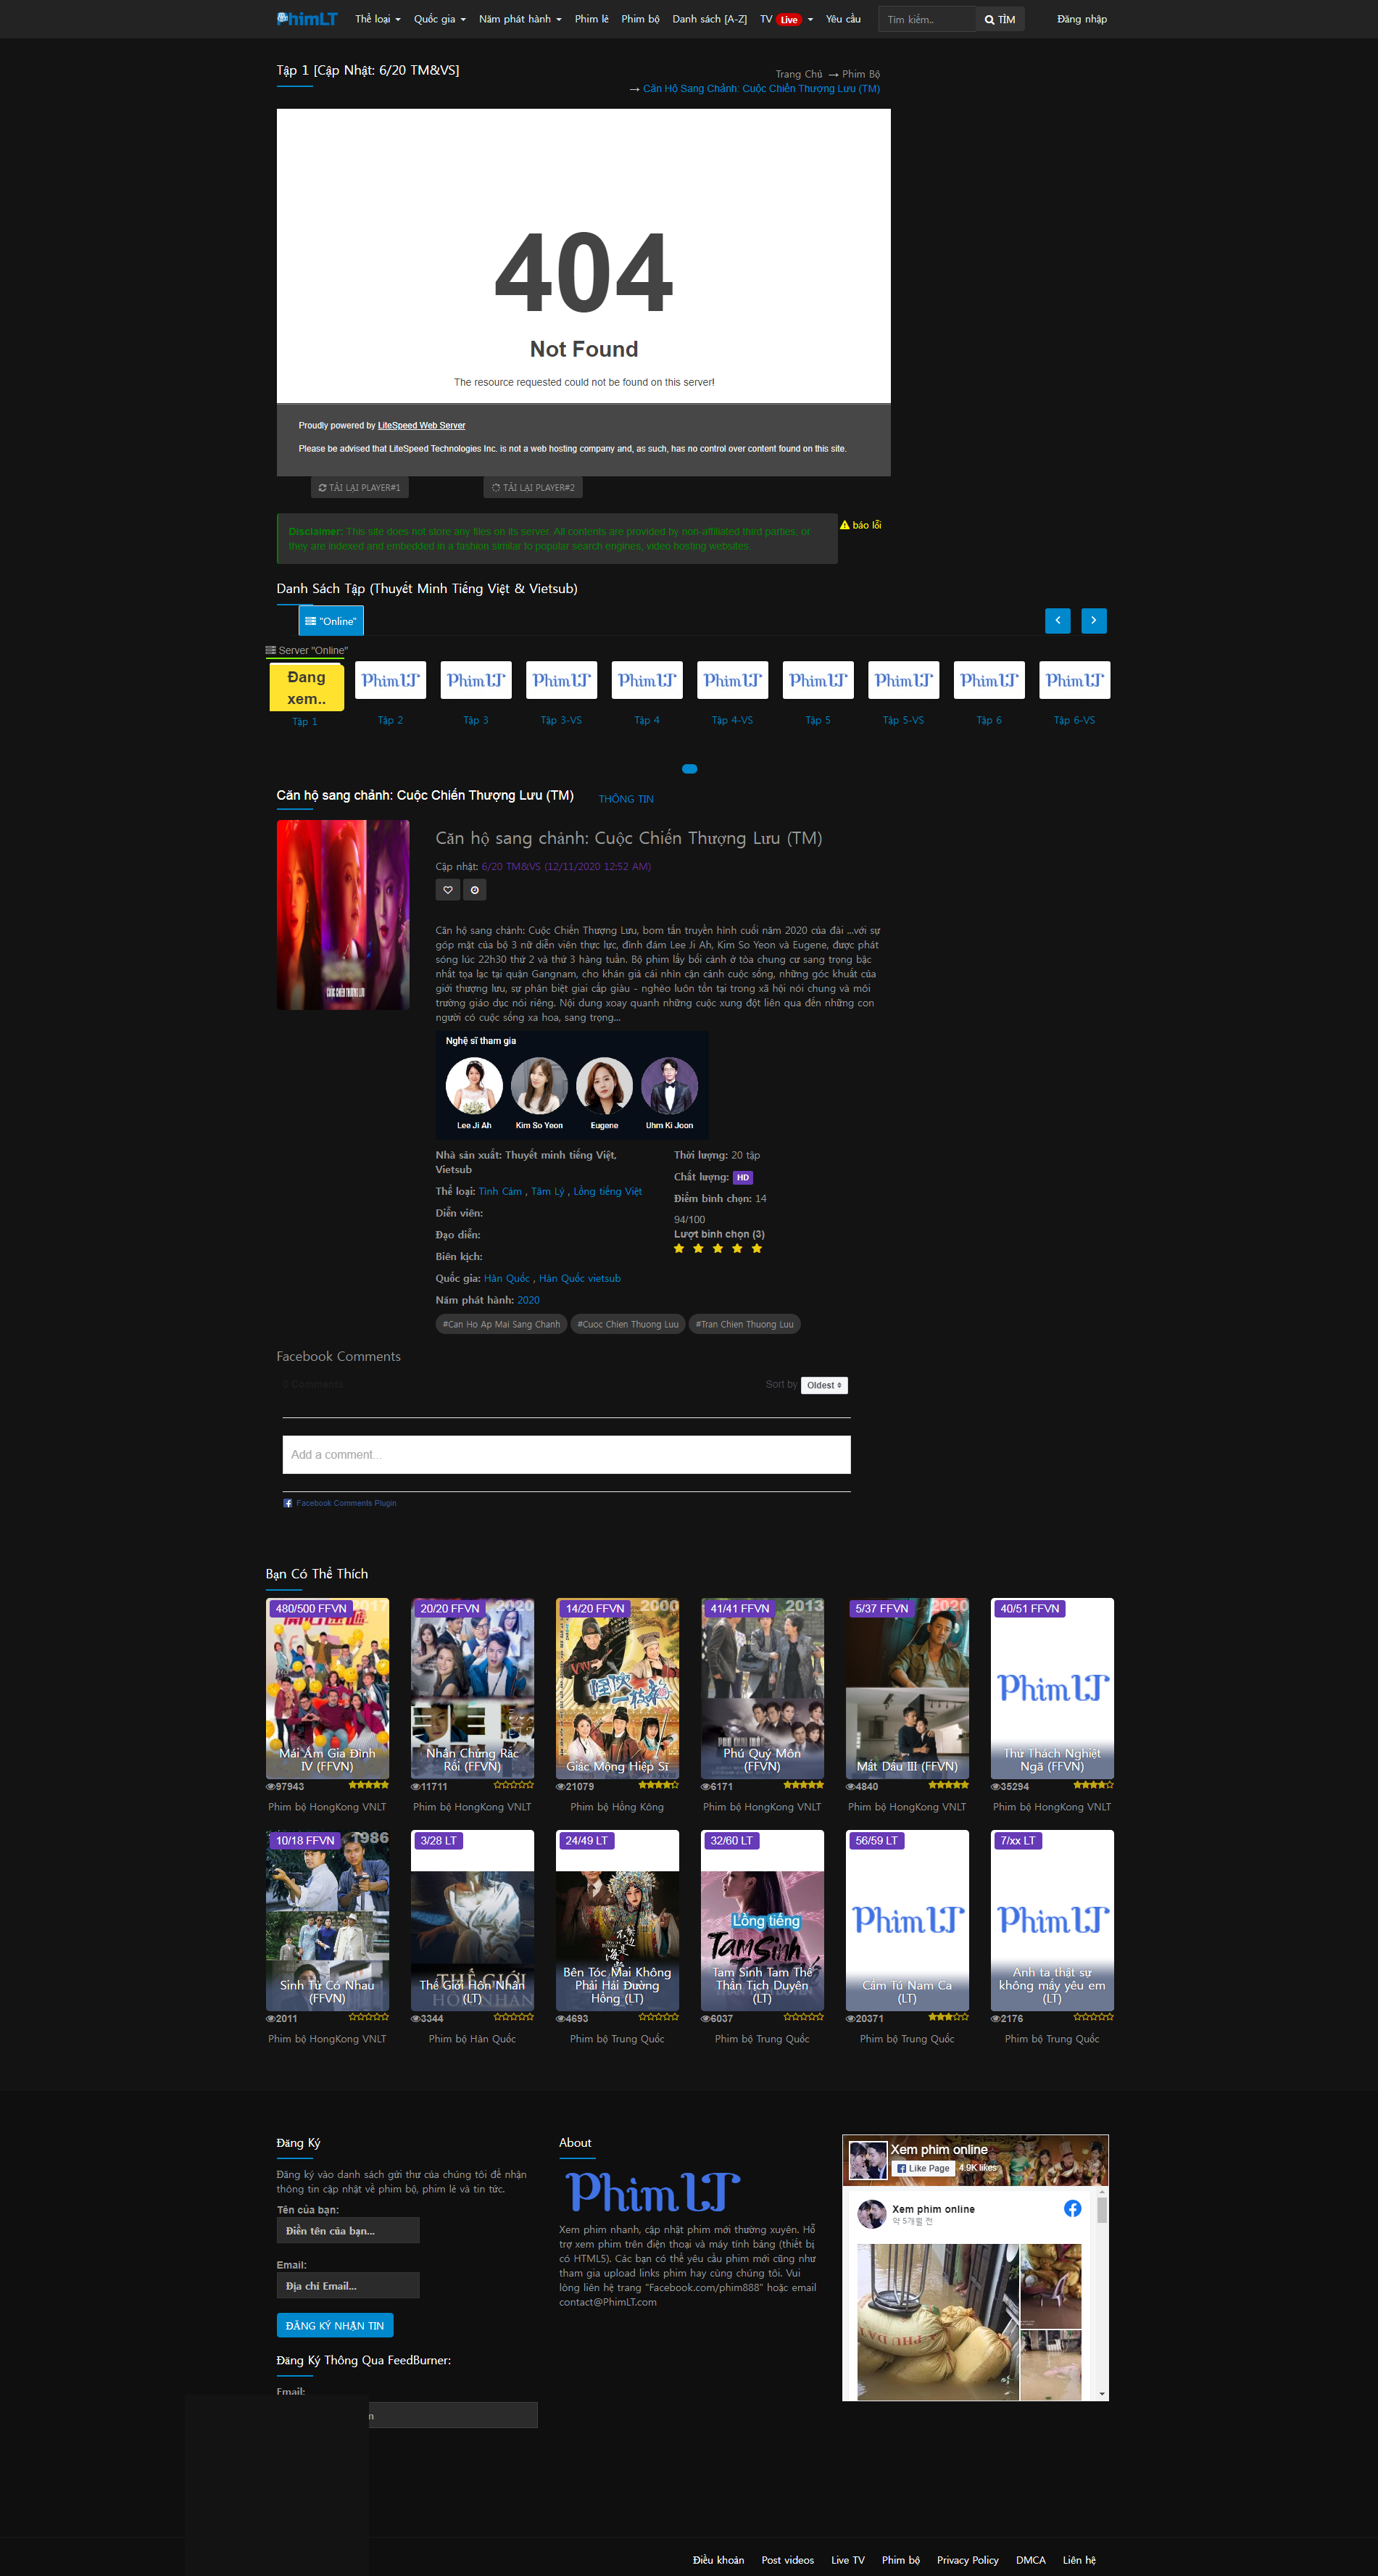 PhimLT
Thể loại
Quốc gia
Năm phát hành
Phim lẻ
Phim bộ
Danh sách [A-Z]
TV Live
Yêu cầu
Tìm kiếm..
TÌM
Đăng nhập
Tập 1 [Cập Nhật: 6/20 TM&VS]
Trang Chủ → Phim Bộ
→ Căn Hộ Sang Chảnh: Cuộc Chiến Thượng Lưu (TM)
404
Not Found
The resource requested could not be found on this server!
Proudly powered by LiteSpeed Web Server
Please be advised that LiteSpeed Technologies Inc. is not a web hosting company and, as such, has no control over content found on this site.
TẢI LẠI PLAYER#1
TẢI LẠI PLAYER#2
Disclaimer: This site does not store any files on its server. All contents are provided by non-affiliated third parties, or
they are indexed and embedded in a fashion similar to popular search engines, video hosting websites.
báo lỗi
Danh Sách Tập (Thuyết Minh Tiếng Việt & Vietsub)
"Online"
Server "Online"
Đang
xem..
PhimLT
PhimLT
PhimLT
PhimLT
PhimLT
PhimLT
PhimLT
PhimLT
PhimLT
Tập 1
Tập 2
Tập 3
Tập 3-VS
Tập 4
Tập 4-VS
Tập 5
Tập 5-VS
Tập 6
Tập 6-VS
Căn hộ sang chảnh: Cuộc Chiến Thượng Lưu (TM)
THÔNG TIN
CUỘC CHIẾN THƯỢNG LƯU
Căn hộ sang chảnh: Cuộc Chiến Thượng Lưu (TM)
Cập nhật: 6/20 TM&VS (12/11/2020 12:52 AM)
Căn hộ sang chảnh: Cuộc Chiến Thượng Lưu, bom tấn truyền hình cuối năm 2020 của đài ...với sự
góp mặt của bộ 3 nữ diễn viên thực lực, đình đám Lee Ji Ah, Kim So Yeon và Eugene, được phát
sóng lúc 22h30 thứ 2 và thứ 3 hàng tuần. Bộ phim lấy bối cảnh ở tòa chung cư sang trọng bậc
nhất tọa lạc tại quận Gangnam, cho khán giả cái nhìn cận cảnh cuộc sống, những góc khuất của
giới thượng lưu, sự phân biệt giai cấp giàu - nghèo luôn tồn tại trong xã hội nói chung và môi
trường giáo dục nói riêng. Nội dung xoay quanh những cuộc xung đột liên qua đến những con
người có cuộc sống xa hoa, sang trọng...
Nghệ sĩ tham gia
Lee Ji Ah
Kim So Yeon
Eugene
Uhm Ki Joon
Nhà sản xuất: Thuyết minh tiếng Việt,
Vietsub
Thể loại: Tình Cảm , Tâm Lý , Lồng tiếng Việt
Diễn viên:
Đạo diễn:
Biên kịch:
Quốc gia: Hàn Quốc , Hàn Quốc vietsub
Năm phát hành: 2020
Thời lượng: 20 tập
Chất lượng: HD
Điểm bình chọn: 14
94/100
Lượt bình chọn (3)
#Can Ho Ap Mai Sang Chanh
#Cuoc Chien Thuong Luu
#Tran Chien Thuong Luu
Facebook Comments
0 Comments
Sort by Oldest
Add a comment...
Facebook Comments Plugin
Bạn Có Thể Thích
480/500 FFVN
2017
Mái Ấm Gia Đình
IV (FFVN)
97943
Phim bộ HongKong VNLT
20/20 FFVN
2020
Nhân Chứng Rắc
Rối (FFVN)
11711
Phim bộ HongKong VNLT
14/20 FFVN
2000
怪俠一枝梅
Giấc Mộng Hiệp Sĩ
21079
Phim bộ Hồng Kông
41/41 FFVN
2013
Phú Quý Môn
(FFVN)
6171
Phim bộ HongKong VNLT
5/37 FFVN
2020
Mất Dấu III (FFVN)
4840
Phim bộ HongKong VNLT
40/51 FFVN
PhimLT
Thử Thách Nghiệt
Ngã (FFVN)
35294
Phim bộ HongKong VNLT
10/18 FFVN
1986
Sinh Tử Có Nhau
(FFVN)
2011
Phim bộ HongKong VNLT
3/28 LT
THẾ GIỚI
HÔN NHÂN
Thế Giới Hôn Nhân
(LT)
3344
Phim bộ Hàn Quốc
24/49 LT
Bên Tóc Mai Không
Phải Hải Đường
Hồng (LT)
4693
Phim bộ Trung Quốc
32/60 LT
Lồng tiếng
TAM SINH
Tam Sinh Tam Thế
Thần Tịch Duyên
(LT)
6037
Phim bộ Trung Quốc
56/59 LT
PhimLT
Cẩm Tú Nam Ca
(LT)
20371
Phim bộ Trung Quốc
7/xx LT
PhimLT
Anh ta thật sự
không mấy yêu em
(LT)
2176
Phim bộ Trung Quốc
Đăng Ký
Đăng ký vào danh sách gửi thư của chúng tôi để nhận
thông tin cập nhật về phim bộ, phim lẻ và tin tức.
Tên của bạn:
Điền tên của bạn...
Email:
Địa chỉ Email...
ĐĂNG KÝ NHẬN TIN
Đăng Ký Thông Qua FeedBurner:
Email:
About
PhimLT
Xem phim nhanh, cập nhật phim mới thường xuyên. Hỗ
trợ xem phim trên điện thoại và máy tính bảng (thiết bị
có HTML5). Các bạn có thể yêu cầu phim mới cũng như
tham gia upload links phim hay cùng chúng tôi. Vui
lòng liên hệ trang "Facebook.com/phim888" hoặc email
contact@PhimLT.com
Xem phim online
Like Page
4.9K likes
Xem phim online
약 5개월 전
Điều khoản
Post videos
Live TV
Phim bộ
Privacy Policy
DMCA
Liên hệ